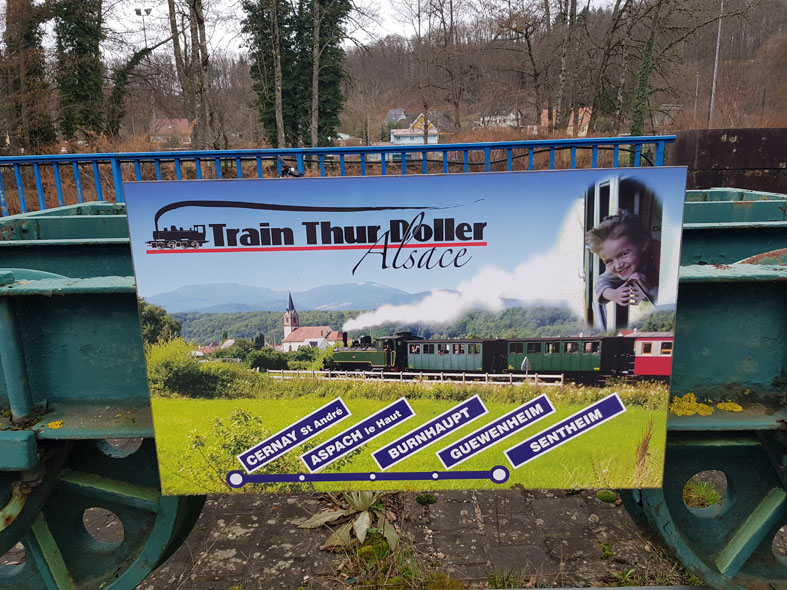 Train Thur Doller
Alsace
CERNAY St André
ASPACH le Haut
BURNHAUPT
GUEWENHEIM
SENTHEIM